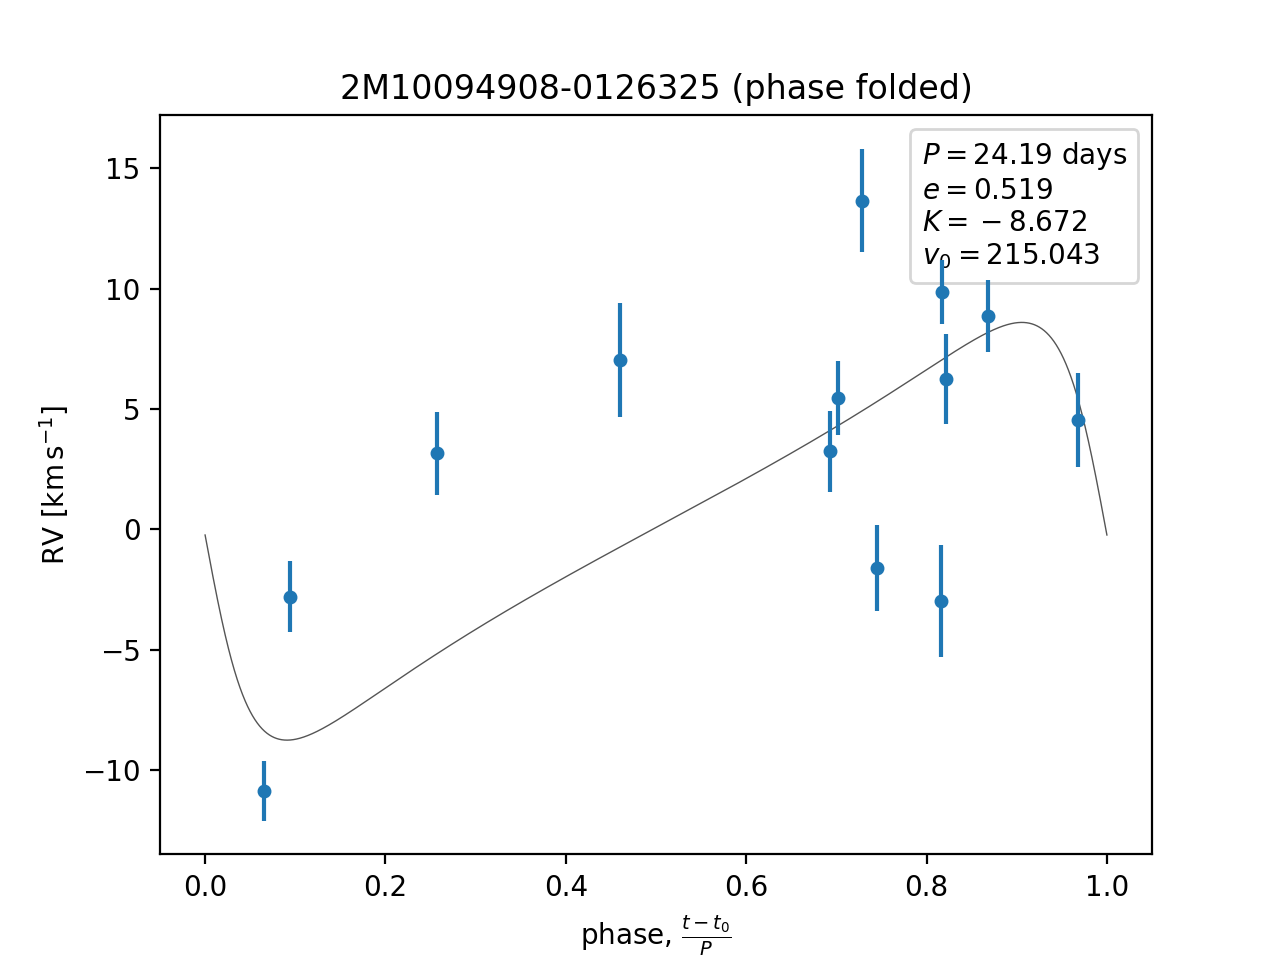 2M10094908-0126325 (phase folded)
P = 24.19 days
e = 0.519
K = −8.672
v₀ = 215.043
15
10
5
0
−5
−10
RV [km s⁻¹]
0.0 0.2 0.4 0.6 0.8 1.0
phase, (t − t₀)/P